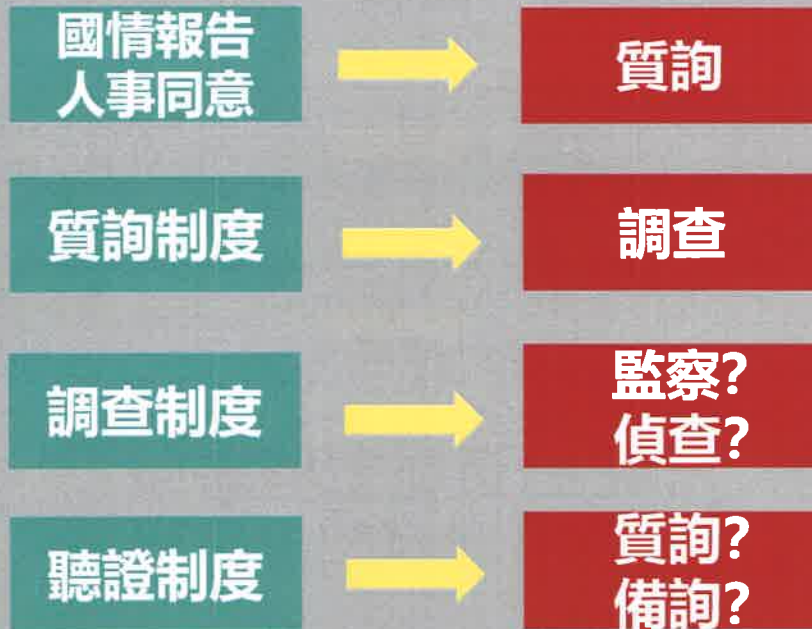 國情報告
人事同意
質詢
質詢制度
調查
調查制度
監察?
偵查?
聽證制度
質詢?
備詢?